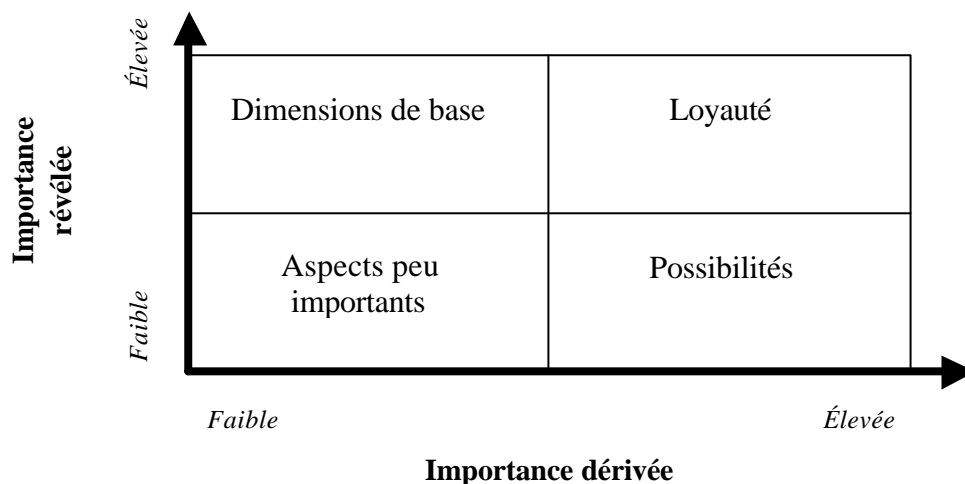 Élevée
Importance
révélée
Faible
Dimensions de base
Loyauté
Aspects peu
importants
Possibilités
Faible
Élevée
Importance dérivée